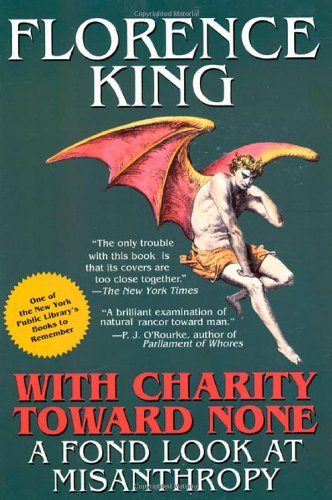 FLORENCE
KING
"The only trouble
with this book is
that its covers are
too close together."
—The New York Times
One of
the New York
Public Library's
Books to
Remember
"A brilliant examination of
natural rancor toward man."
—P. J. O'Rourke, author of
Parliament of Whores
WITH CHARITY
TOWARD NONE
A FOND LOOK AT
MISANTHROPY